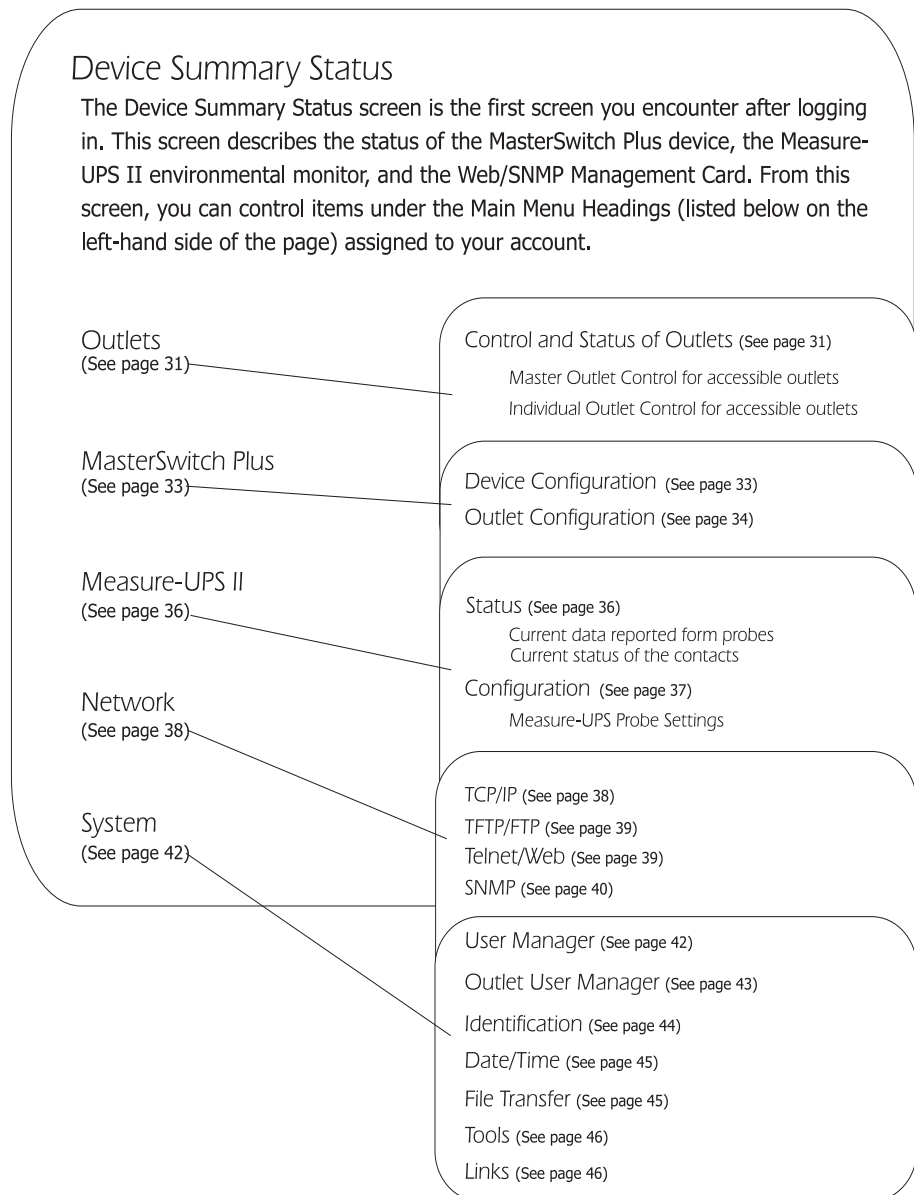 Device Summary Status
The Device Summary Status screen is the first screen you encounter after logging
in. This screen describes the status of the MasterSwitch Plus device, the Measure-
UPS II environmental monitor, and the Web/SNMP Management Card. From this
screen, you can control items under the Main Menu Headings (listed below on the
left-hand side of the page) assigned to your account.
Outlets
(See page 31)
Control and Status of Outlets (See page 31)
Master Outlet Control for accessible outlets
Individual Outlet Control for accessible outlets
MasterSwitch Plus
(See page 33)
Device Configuration (See page 33)
Outlet Configuration (See page 34)
Measure-UPS II
(See page 36)
Status (See page 36)
Current data reported form probes
Current status of the contacts
Configuration (See page 37)
Measure-UPS Probe Settings
Network
(See page 38)
TCP/IP (See page 38)
TFTP/FTP (See page 39)
Telnet/Web (See page 39)
SNMP (See page 40)
System
(See page 42)
User Manager (See page 42)
Outlet User Manager (See page 43)
Identification (See page 44)
Date/Time (See page 45)
File Transfer (See page 45)
Tools (See page 46)
Links (See page 46)